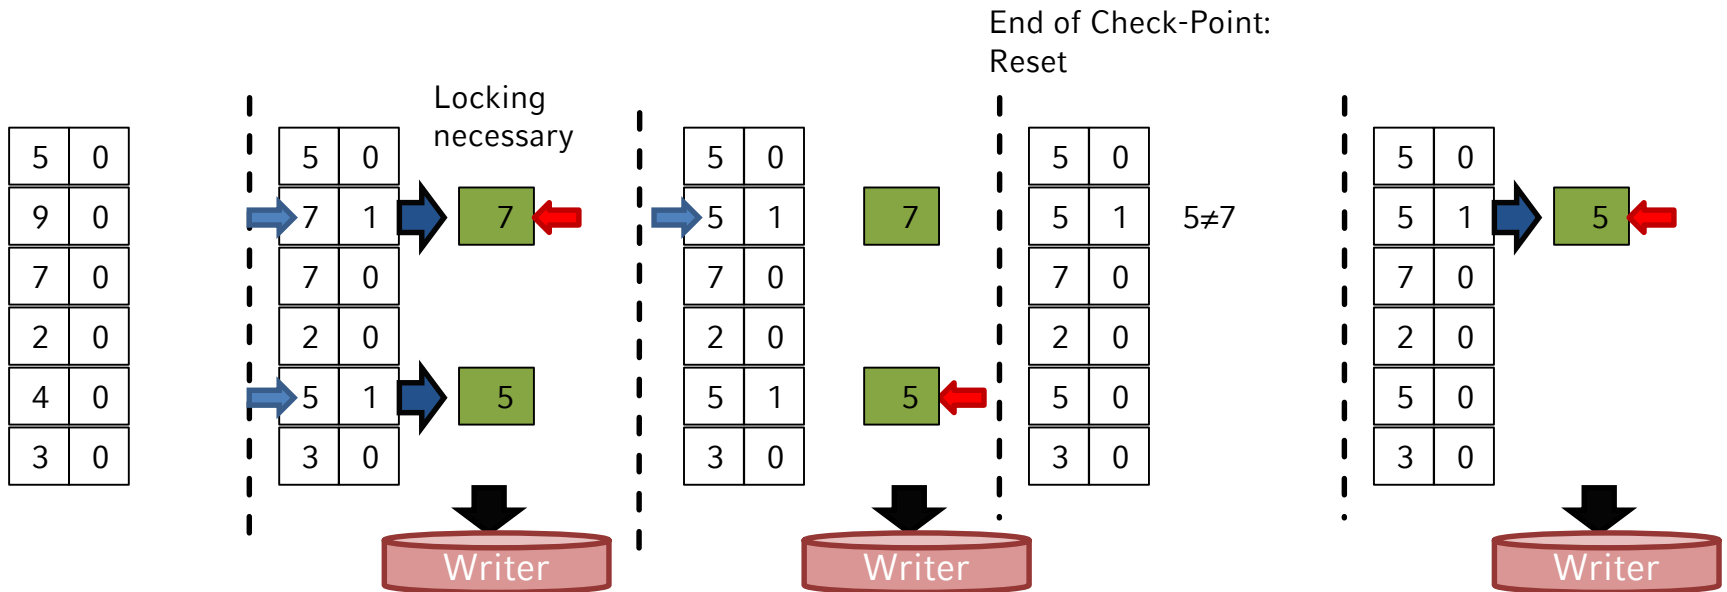 End of Check-Point:
Reset
Locking
necessary
5 0 5 0 5 0 5 0 5 0
9 0 7 1 7 5 1 7 5 1 5≠7 5 1 5
7 0 7 0 7 0 7 0 7 0
2 0 2 0 2 0 2 0 2 0
4 0 5 1 5 5 1 5 5 0 5 0
3 0 3 0 3 0 3 0 3 0
Writer Writer Writer